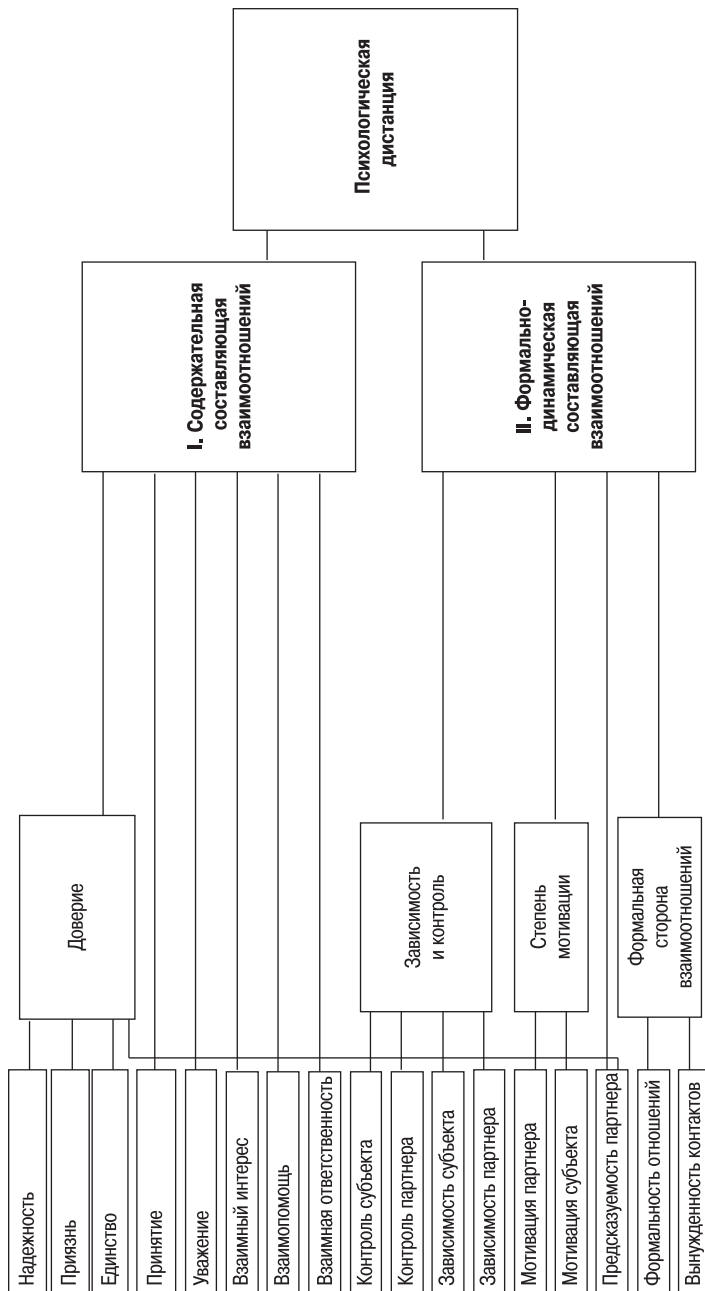 Психологическая
дистанция
I. Содержательная
составляющая
взаимоотношений
II. Формально-
динамическая
составляющая
взаимоотношений
Доверие
Зависимость
и контроль
Степень
мотивации
Формальная
сторона
взаимоотношений
Надежность
Приязнь
Единство
Принятие
Уважение
Взаимный интерес
Взаимопомощь
Взаимная ответственность
Контроль субъекта
Контроль партнера
Зависимость субъекта
Зависимость партнера
Мотивация партнера
Мотивация субъекта
Предсказуемость партнера
Формальность отношений
Вынужденность контактов